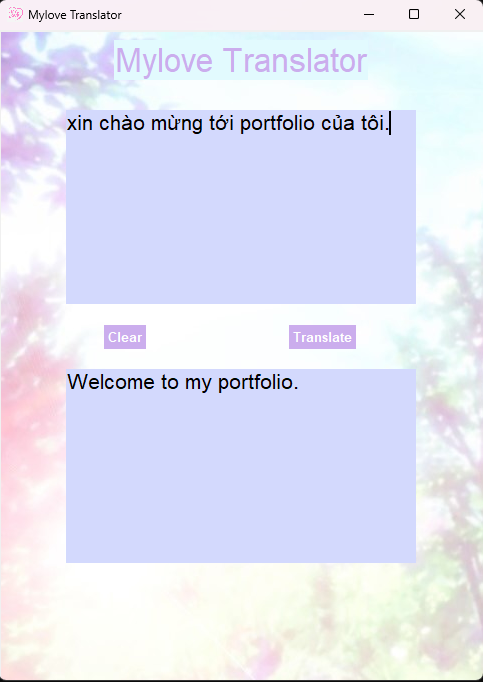 Mylove Translator
Mylove Translator
xin chào mừng tới portfolio của tôi.
Clear
Translate
Welcome to my portfolio.